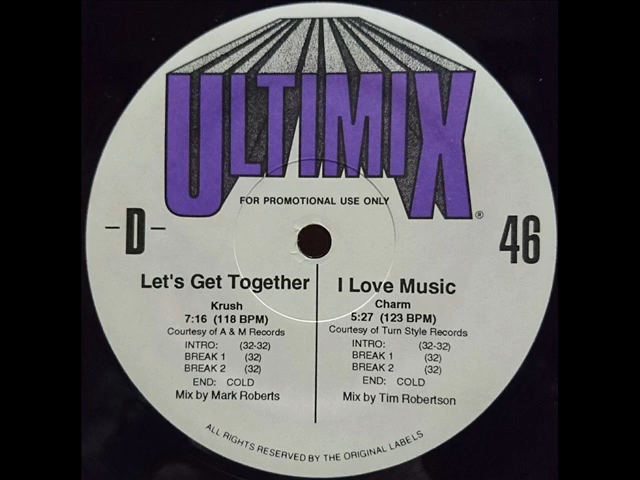 ULTIMIX®
FOR PROMOTIONAL USE ONLY
-D-
46
Let's Get Together
Krush
7:16 (118 BPM)
Courtesy of A & M Records
INTRO: (32-32)
BREAK 1 (32)
BREAK 2 (32)
END: COLD
Mix by Mark Roberts
I Love Music
Charm
5:27 (123 BPM)
Courtesy of Turn Style Records
INTRO: (32-32)
BREAK 1 (32)
BREAK 2 (32)
END: COLD
Mix by Tim Robertson
ALL RIGHTS RESERVED BY THE ORIGINAL LABELS